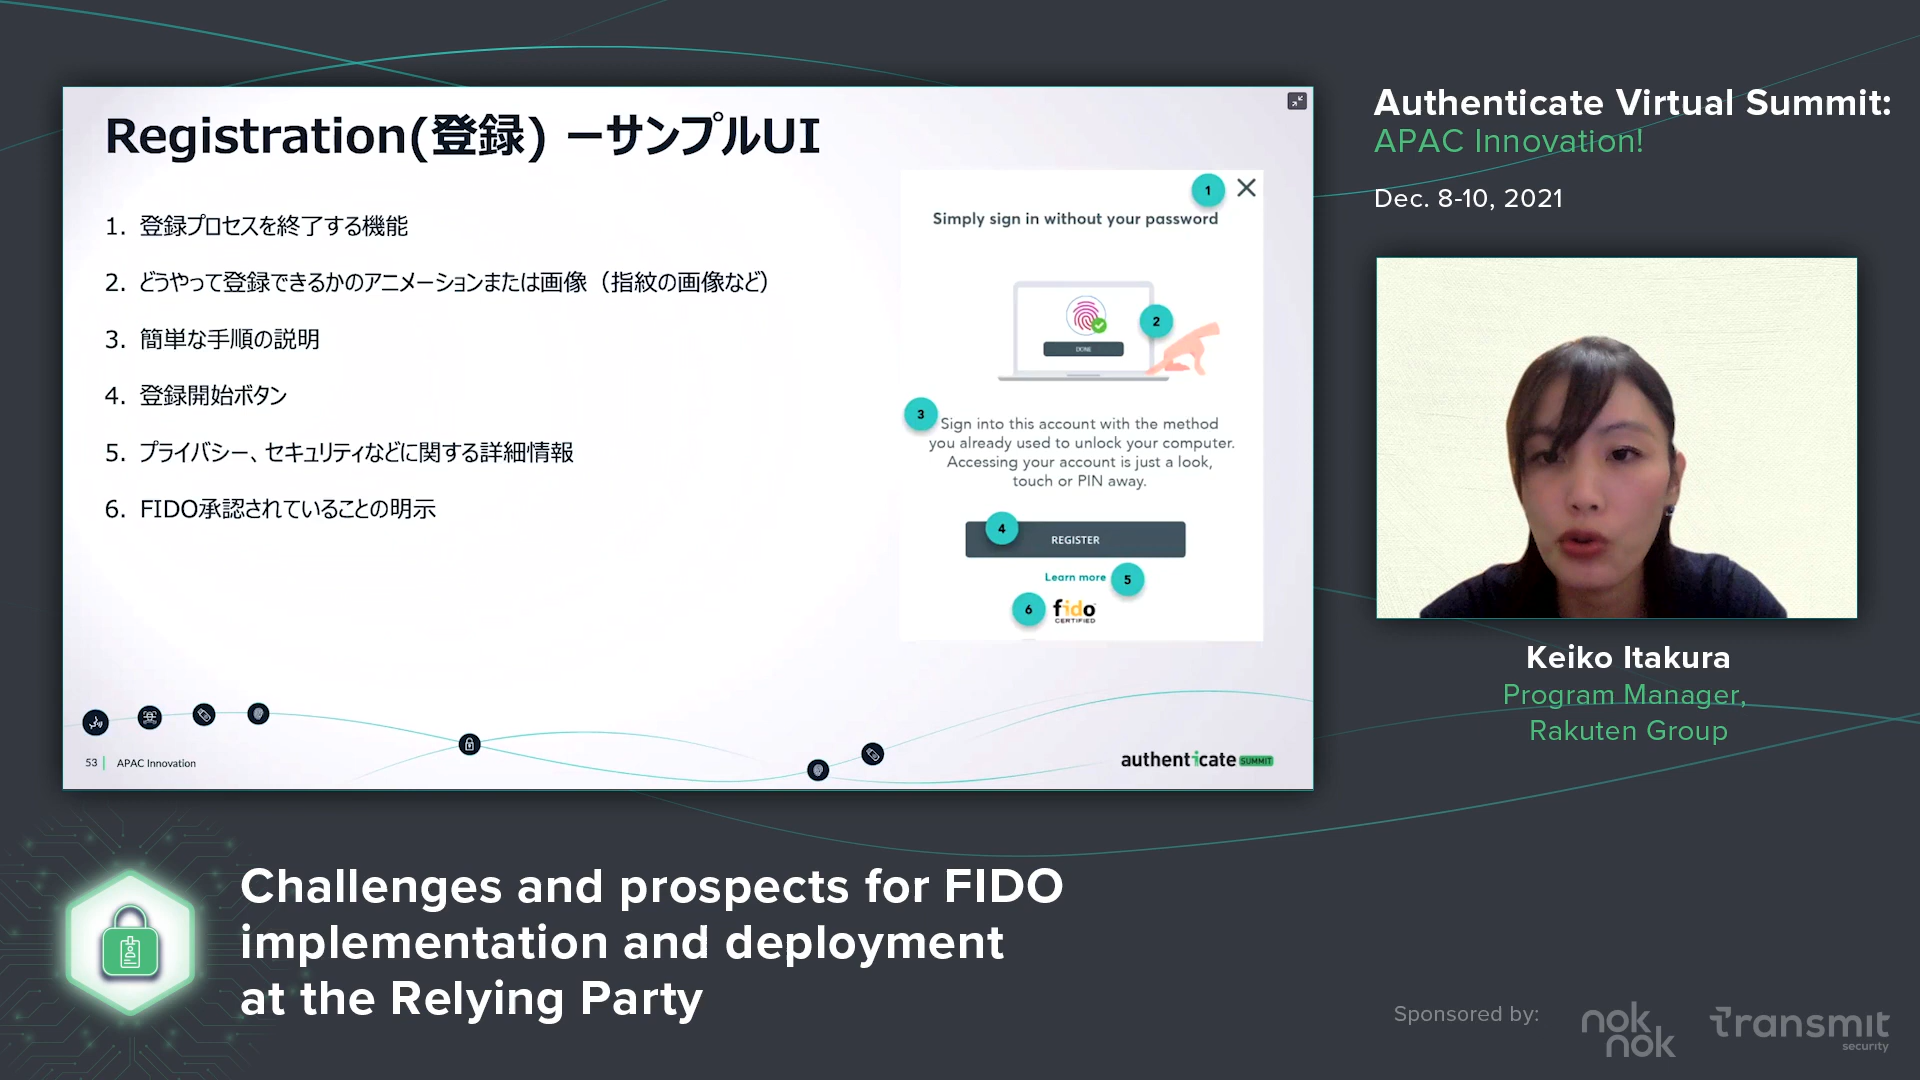 Registration(登録) ーサンプルUI
1. 登録プロセスを終了する機能
2. どうやって登録できるかのアニメーションまたは画像（指紋の画像など）
3. 簡単な手順の説明
4. 登録開始ボタン
5. プライバシー、セキュリティなどに関する詳細情報
6. FIDO承認されていることの明示
1
Simply sign in without your password
2
DONE
3
Sign into this account with the method
you already used to unlock your computer.
Accessing your account is just a look,
touch or PIN away.
4
REGISTER
Learn more
5
6
fido
CERTIFIED
53
APAC Innovation
authenticate SUMMIT
Authenticate Virtual Summit:
APAC Innovation!
Dec. 8-10, 2021
Keiko Itakura
Program Manager,
Rakuten Group
Challenges and prospects for FIDO
implementation and deployment
at the Relying Party
Sponsored by:
nok
nok
Transmit
security